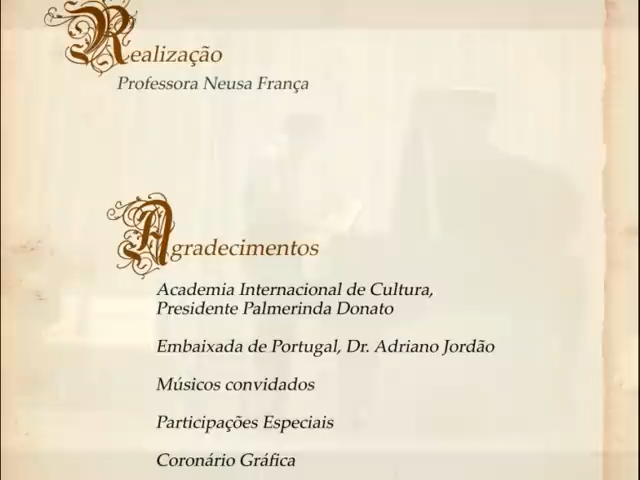 Realização
Professora Neusa França
Agradecimentos
Academia Internacional de Cultura,
Presidente Palmerinda Donato
Embaixada de Portugal, Dr. Adriano Jordão
Músicos convidados
Participações Especiais
Coronário Gráfica